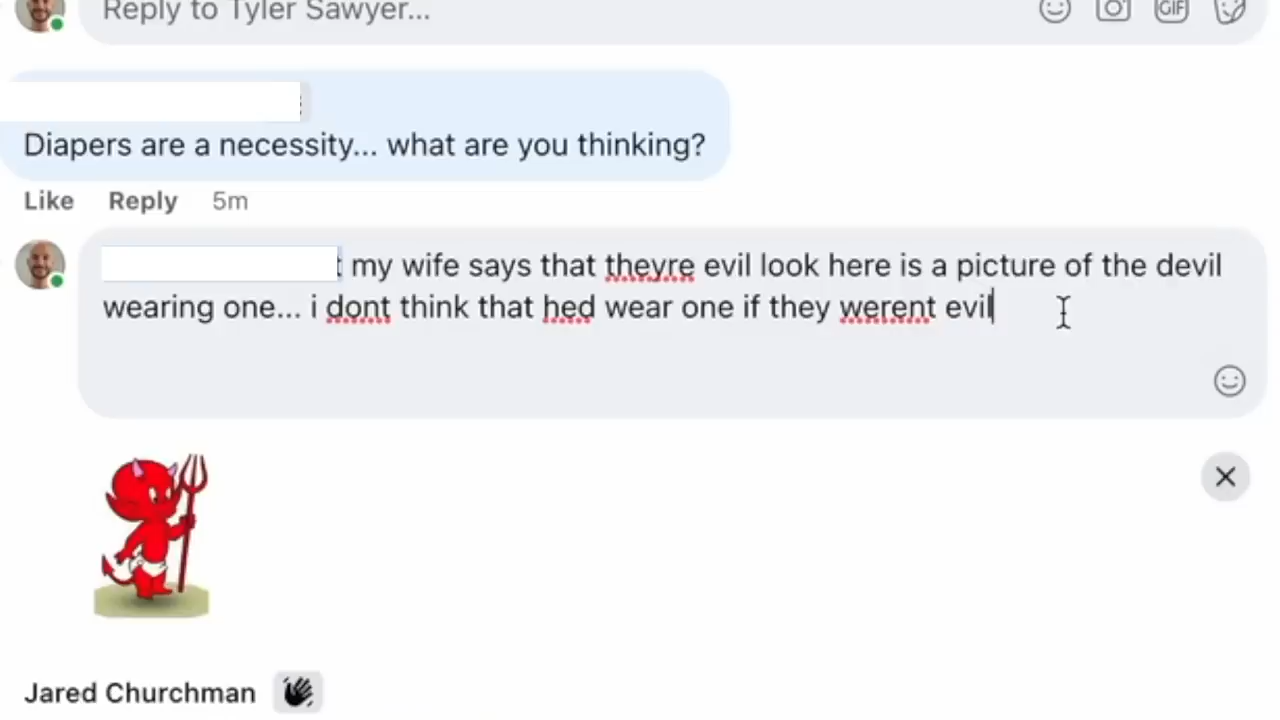 Reply to Tyler Sawyer...
GIF
Diapers are a necessity... what are you thinking?
Like Reply 5m
my wife says that theyre evil look here is a picture of the devil
wearing one... i dont think that hed wear one if they werent evil
Jared Churchman